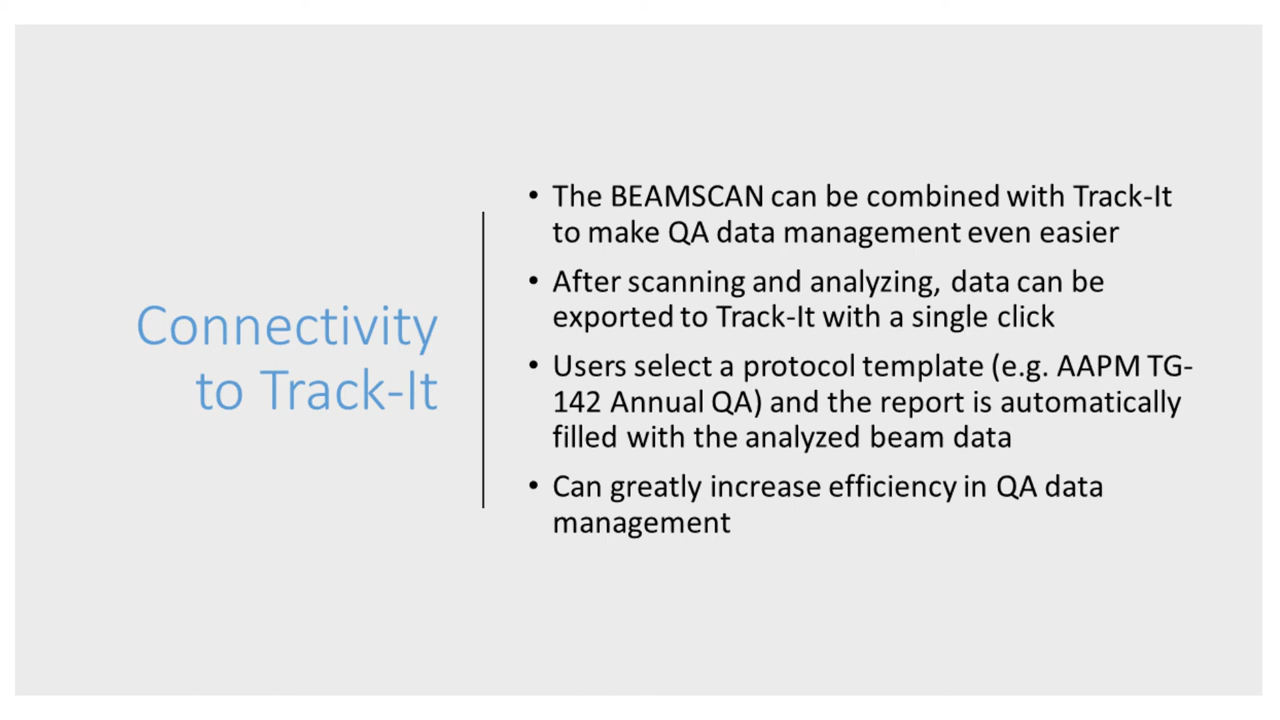 Connectivity
to Track-It
• The BEAMSCAN can be combined with Track-It
to make QA data management even easier
• After scanning and analyzing, data can be
exported to Track-It with a single click
• Users select a protocol template (e.g. AAPM TG-
142 Annual QA) and the report is automatically
filled with the analyzed beam data
• Can greatly increase efficiency in QA data
management